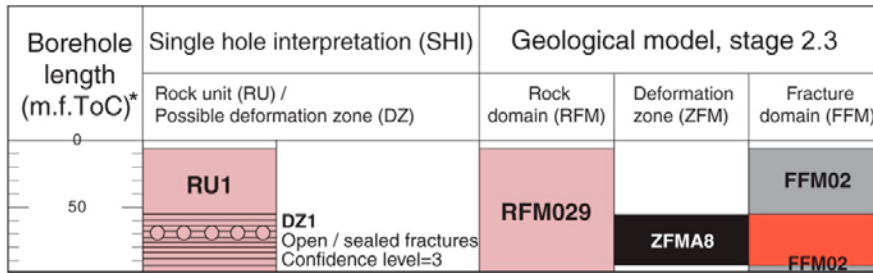 Borehole
length
(m.f.ToC)*
Single hole interpretation (SHI)
Geological model, stage 2.3
Rock unit (RU) /
Possible deformation zone (DZ)
Rock
domain (RFM)
Deformation
zone (ZFM)
Fracture
domain (FFM)
0
50
RU1
DZ1
Open / sealed fractures
Confidence level=3
RFM029
ZFMA8
FFM02
FFM02